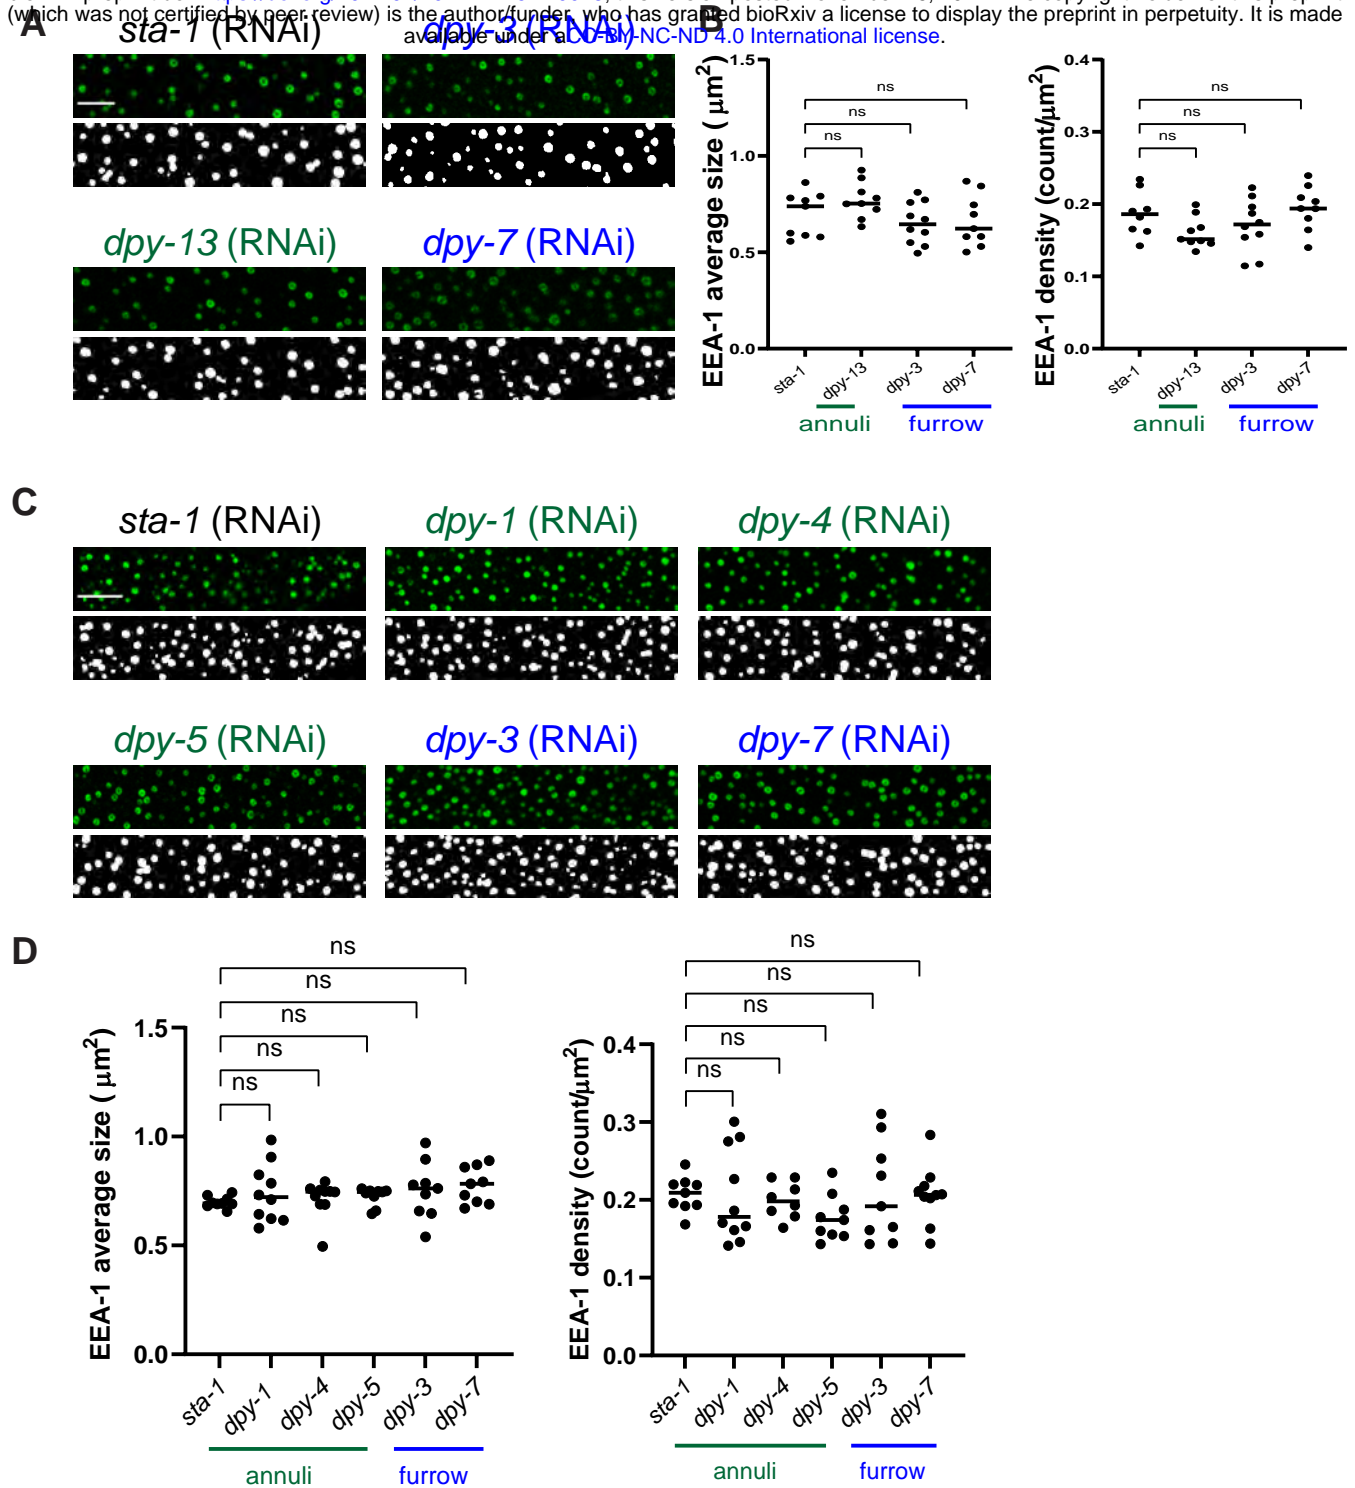 (which was not certified by peer review) is the author/funder, who has granted bioRxiv a license to display the preprint in perpetuity. It is made
available under aCC-BY-NC-ND 4.0 International license.
A
sta-1 (RNAi)
dpy-3 (RNAi)
dpy-13 (RNAi)
dpy-7 (RNAi)
B
EEA-1 average size ( μm²)
1.5
1.0
0.5
0.0
ns
ns
ns
sta-1
dpy-13
dpy-3
dpy-7
annuli
furrow
EEA-1 density (count/μm²)
0.4
0.3
0.2
0.1
0.0
ns
ns
ns
sta-1
dpy-13
dpy-3
dpy-7
annuli
furrow
C
sta-1 (RNAi)
dpy-1 (RNAi)
dpy-4 (RNAi)
dpy-5 (RNAi)
dpy-3 (RNAi)
dpy-7 (RNAi)
D
EEA-1 average size ( μm²)
1.5
1.0
0.5
0.0
ns
ns
ns
ns
ns
sta-1
dpy-1
dpy-4
dpy-5
dpy-3
dpy-7
annuli
furrow
EEA-1 density (count/μm²)
0.4
0.3
0.2
0.1
0.0
ns
ns
ns
ns
ns
sta-1
dpy-1
dpy-4
dpy-5
dpy-3
dpy-7
annuli
furrow